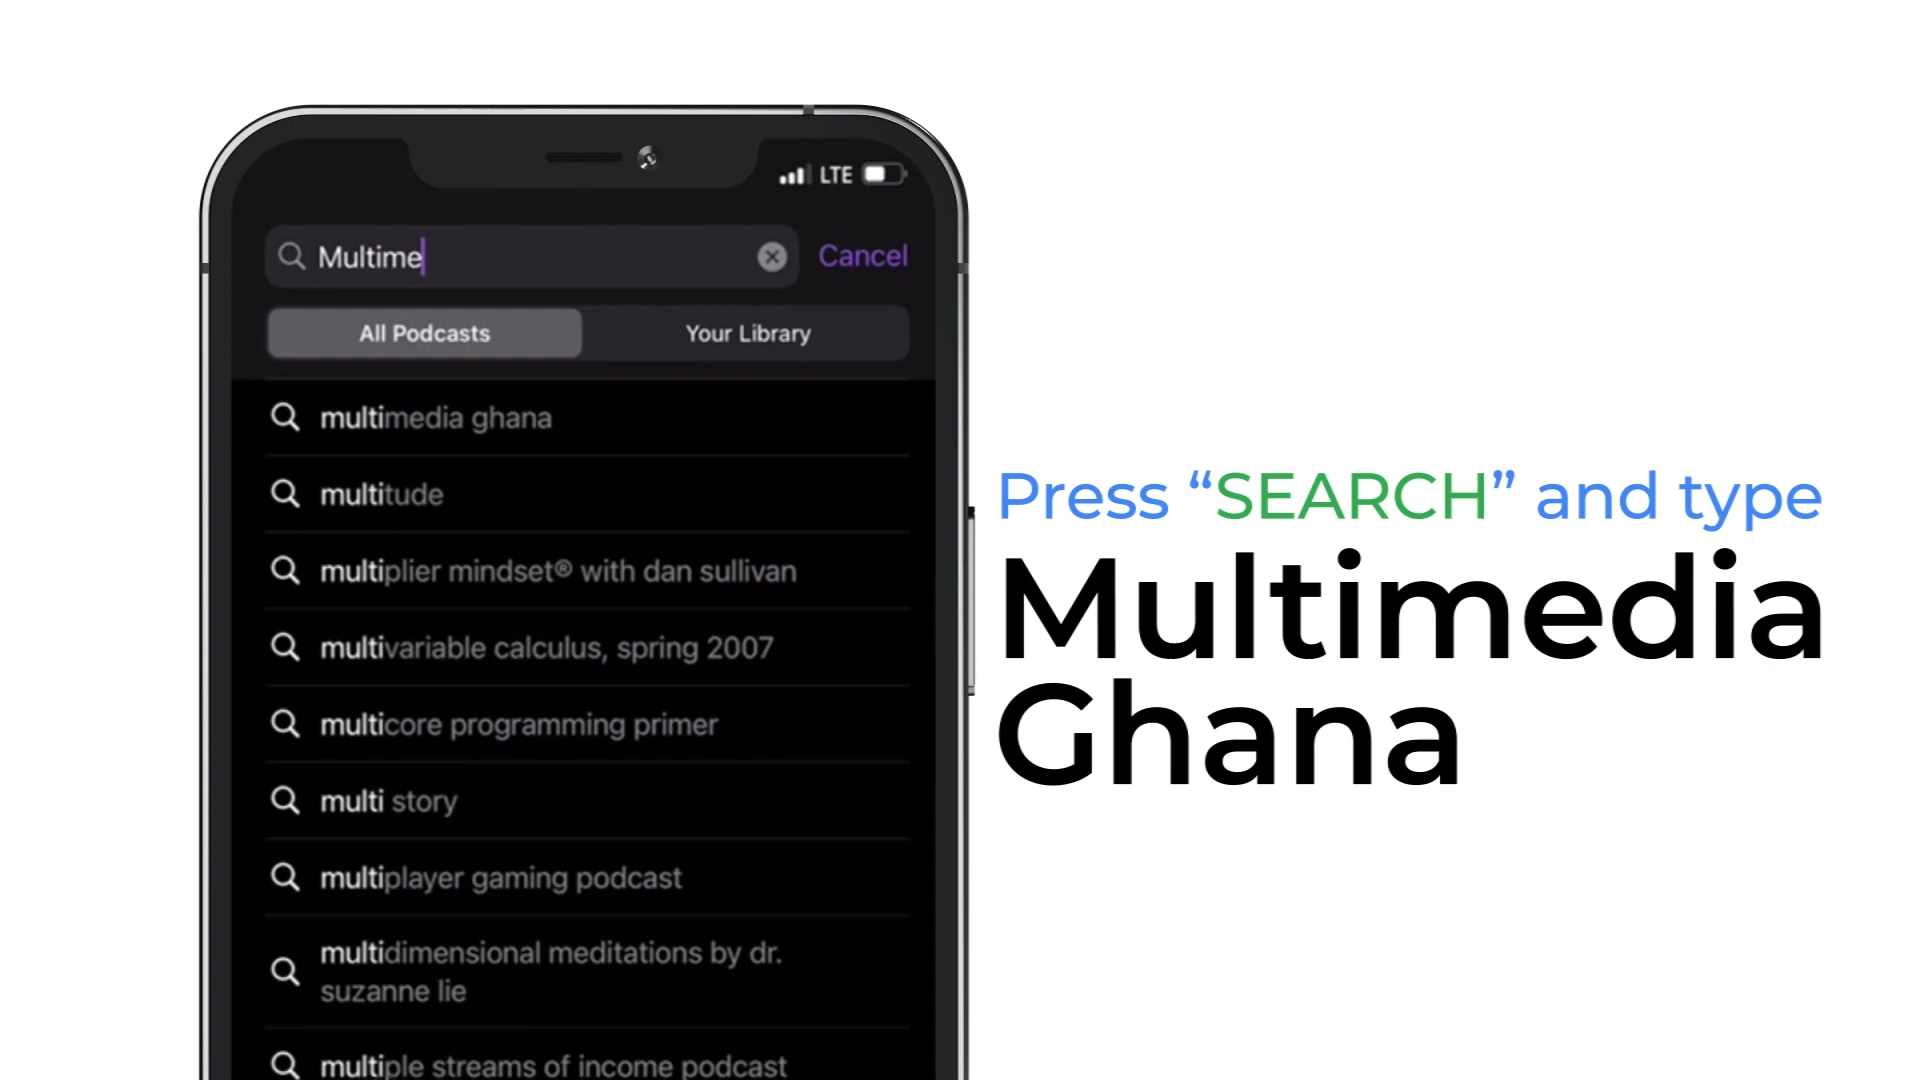 LTE
Multime
Cancel
All Podcasts
Your Library
multimedia ghana
multitude
multiplier mindset® with dan sullivan
multivariable calculus, spring 2007
multicore programming primer
multi story
multiplayer gaming podcast
multidimensional meditations by dr.
suzanne lie
multiple streams of income podcast
Press “SEARCH” and type
Multimedia
Ghana